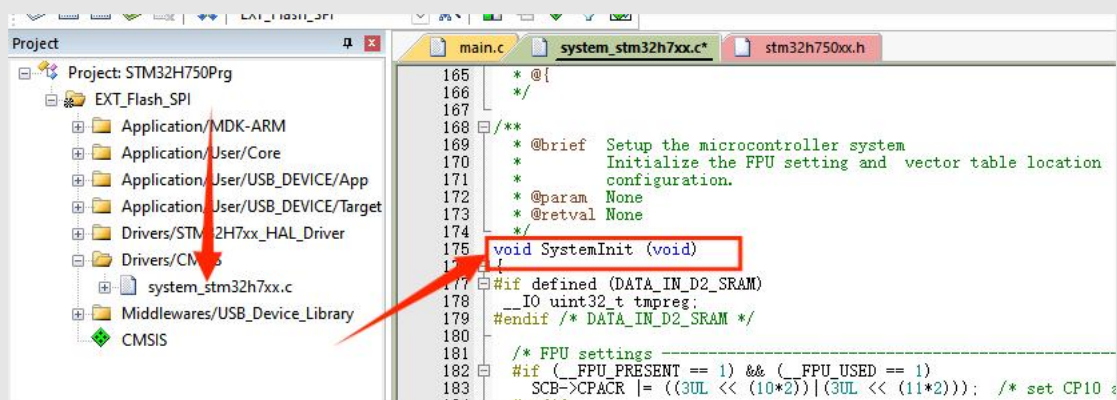 EXT_Flash_SPI
Project
Project: STM32H750Prg
EXT_Flash_SPI
Application/MDK-ARM
Application/User/Core
Application/User/USB_DEVICE/App
Application/User/USB_DEVICE/Target
Drivers/STM32H7xx_HAL_Driver
Drivers/CMSIS
system_stm32h7xx.c
Middlewares/USB_Device_Library
CMSIS
main.c system_stm32h7xx.c* stm32h750xx.h
165 * @{
166 */
167
168 /**
169 * @brief Setup the microcontroller system
170 * Initialize the FPU setting and vector table location
171 * configuration.
172 * @param None
173 * @retval None
174 */
175 void SystemInit (void)
176 {
177 #if defined (DATA_IN_D2_SRAM)
178 __IO uint32_t tmpreg;
179 #endif /* DATA_IN_D2_SRAM */
180
181 /* FPU settings ------------------------------------------------
182 #if (__FPU_PRESENT == 1) && (__FPU_USED == 1)
183 SCB->CPACR |= ((3UL << (10*2))|(3UL << (11*2))); /* set CP10